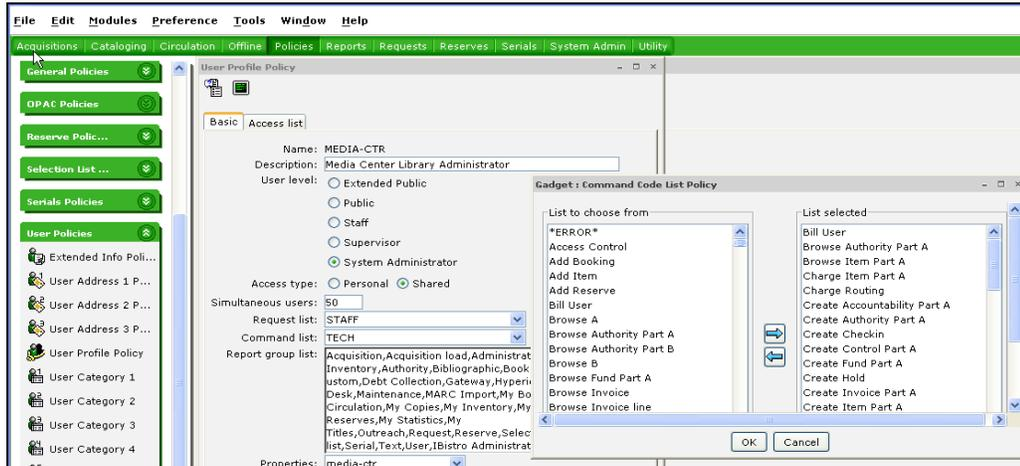 File Edit Modules Preference Tools Window Help
Acquisitions Cataloging Circulation Offline Policies Reports Requests Reserves Serials System Admin Utility
General Policies
OPAC Policies
Reserve Polic...
Selection List ...
Serials Policies
User Policies
Extended Info Poli...
User Address 1 P...
User Address 2 P...
User Address 3 P...
User Profile Policy
User Category 1
User Category 2
User Category 3
User Category 4
User Profile Policy
Basic Access list
Name: MEDIA-CTR
Description: Media Center Library Administrator
User level: Extended Public
Public
Staff
Supervisor
System Administrator
Access type: Personal Shared
Simultaneous users: 50
Request list: STAFF
Command list: TECH
Report group list: Acquisition,Acquisition load,Administrat
Inventory,Authority,Bibliographic,Book
ustom,Debt Collection,Gateway,Hyperi
Desk,Maintenance,MARC Import,My Bo
Circulation,My Copies,My Inventory,My
Reserves,My Statistics,My
Titles,Outreach,Request,Reserve,Selec
list,Serial,Text,User,IBistro Administrat
Properties: media-ctr
Gadget : Command Code List Policy
List to choose from
*ERROR*
Access Control
Add Booking
Add Item
Add Reserve
Bill User
Browse A
Browse Authority Part A
Browse Authority Part B
Browse B
Browse Fund Part A
Browse Invoice
Browse Invoice line
List selected
Bill User
Browse Authority Part A
Browse Item Part A
Charge Item Part A
Charge Routing
Create Accountability Part A
Create Authority Part A
Create Checkin
Create Control Part A
Create Fund Part A
Create Hold
Create Invoice Part A
Create Item Part A
OK Cancel